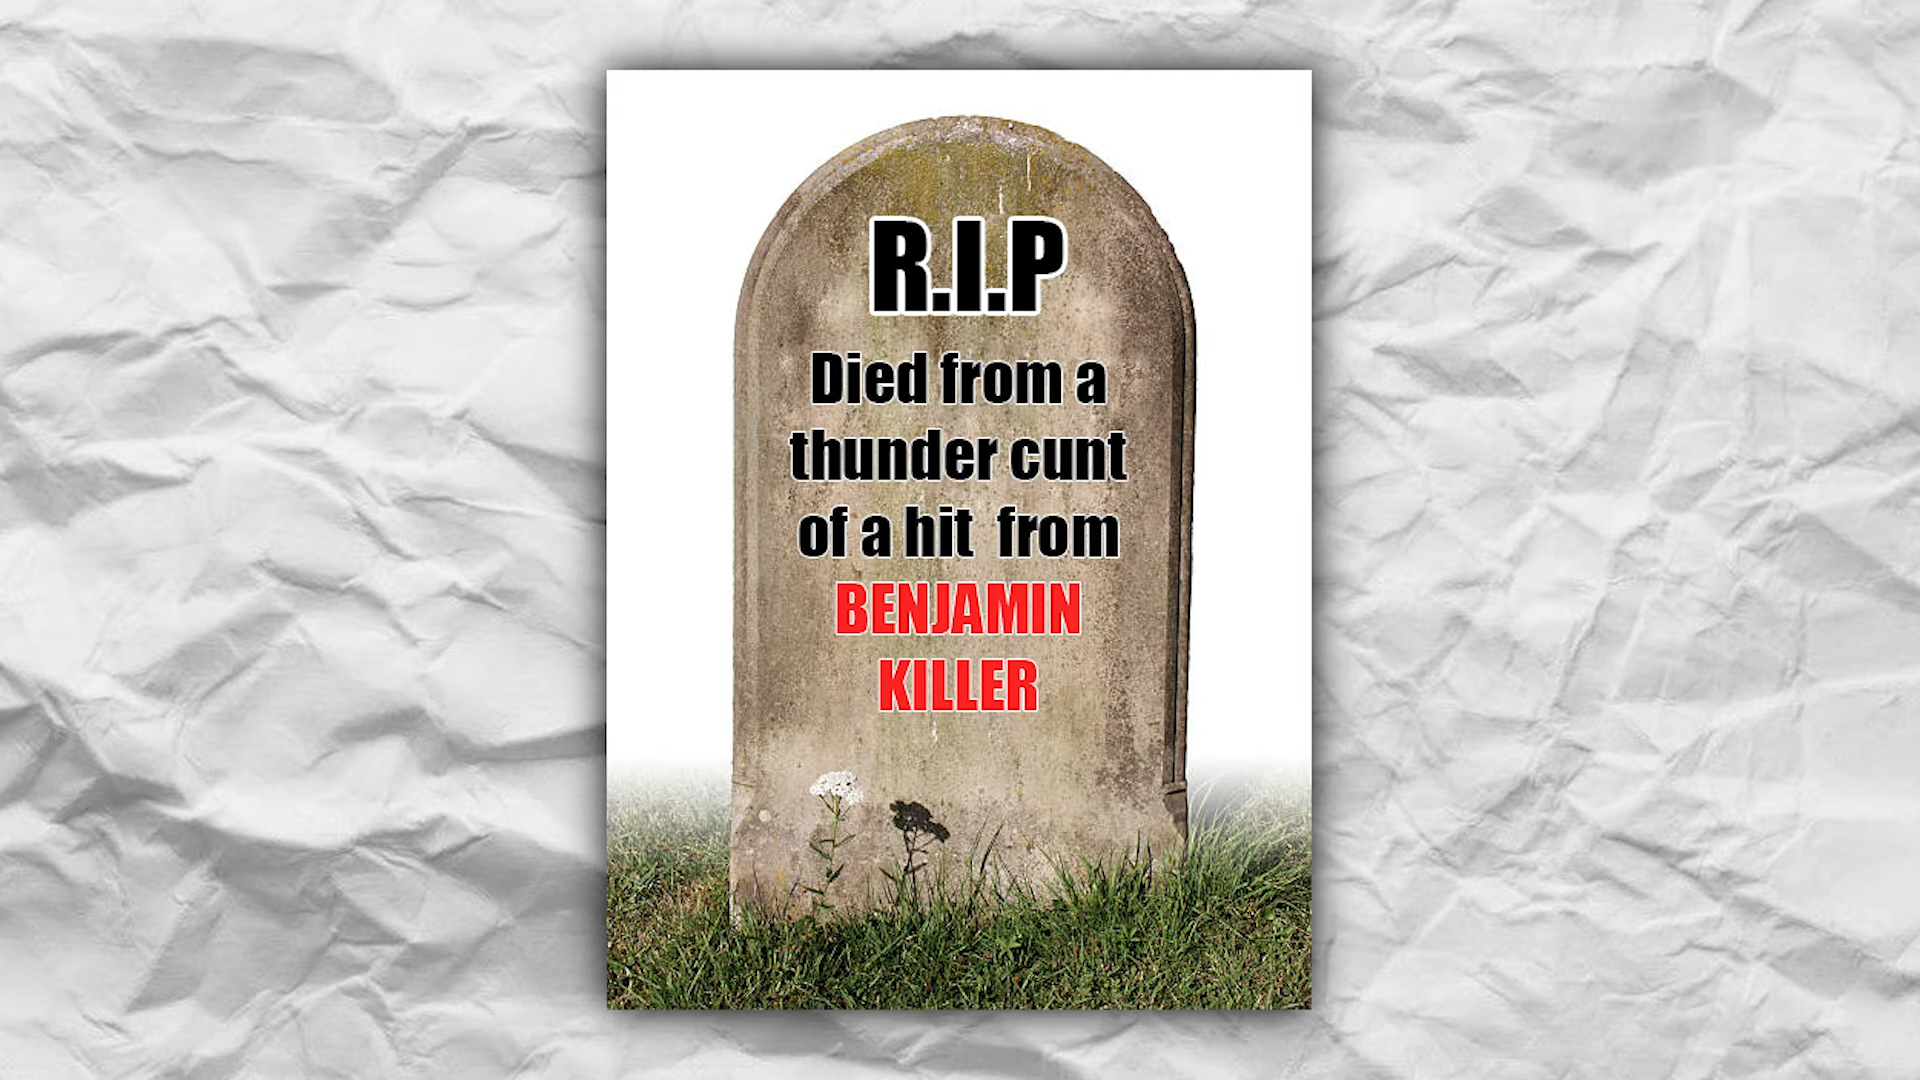 R.I.P
Died from a
thunder cunt
of a hit  from
BENJAMIN
KILLER